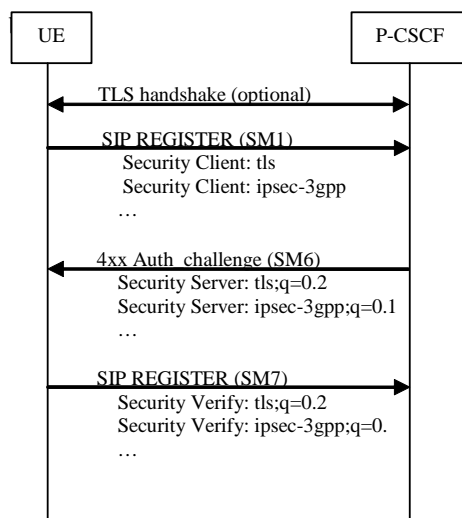 UE
P-CSCF
TLS handshake (optional)
SIP REGISTER (SM1)
Security Client: tls
Security Client: ipsec-3gpp
…
4xx Auth_challenge (SM6)
Security Server: tls;q=0.2
Security Server: ipsec-3gpp;q=0.1
…
SIP REGISTER (SM7)
Security Verify: tls;q=0.2
Security Verify: ipsec-3gpp;q=0.
…